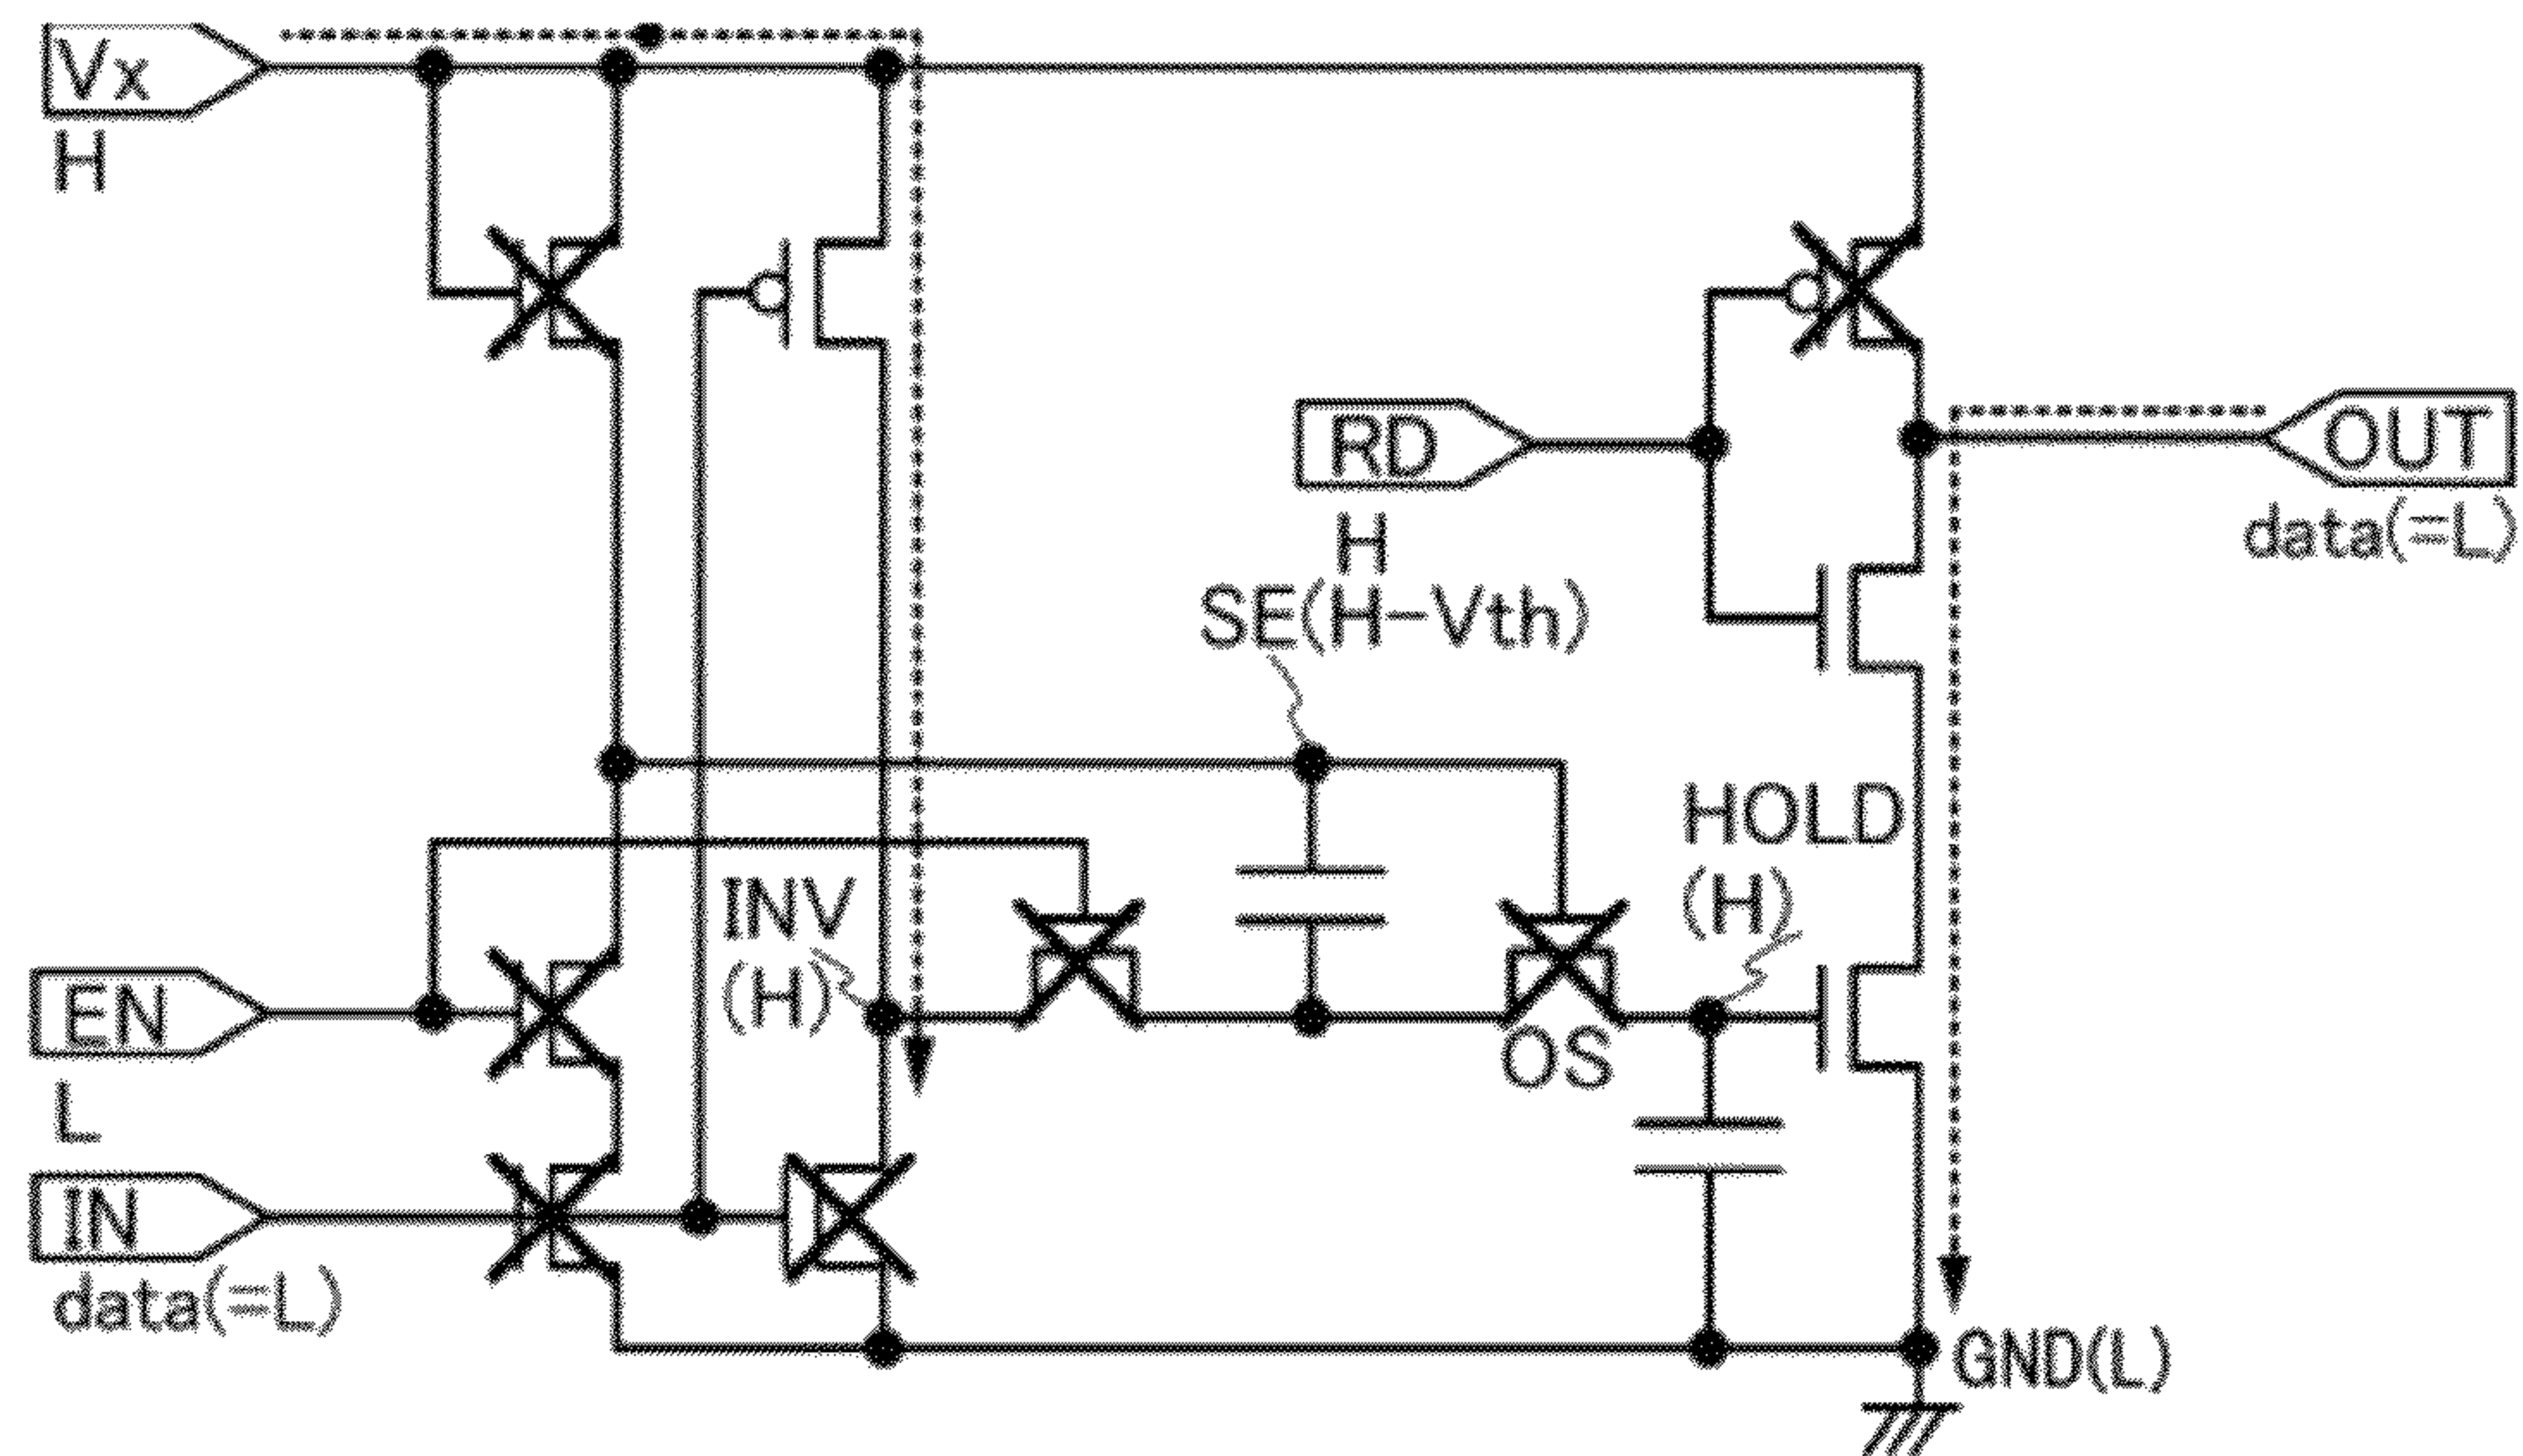 Vx
H
RD
H
OUT
data(=L)
SE(H-Vth)
HOLD
(H)
INV
(H)
EN
L
OS
IN
data(=L)
GND(L)